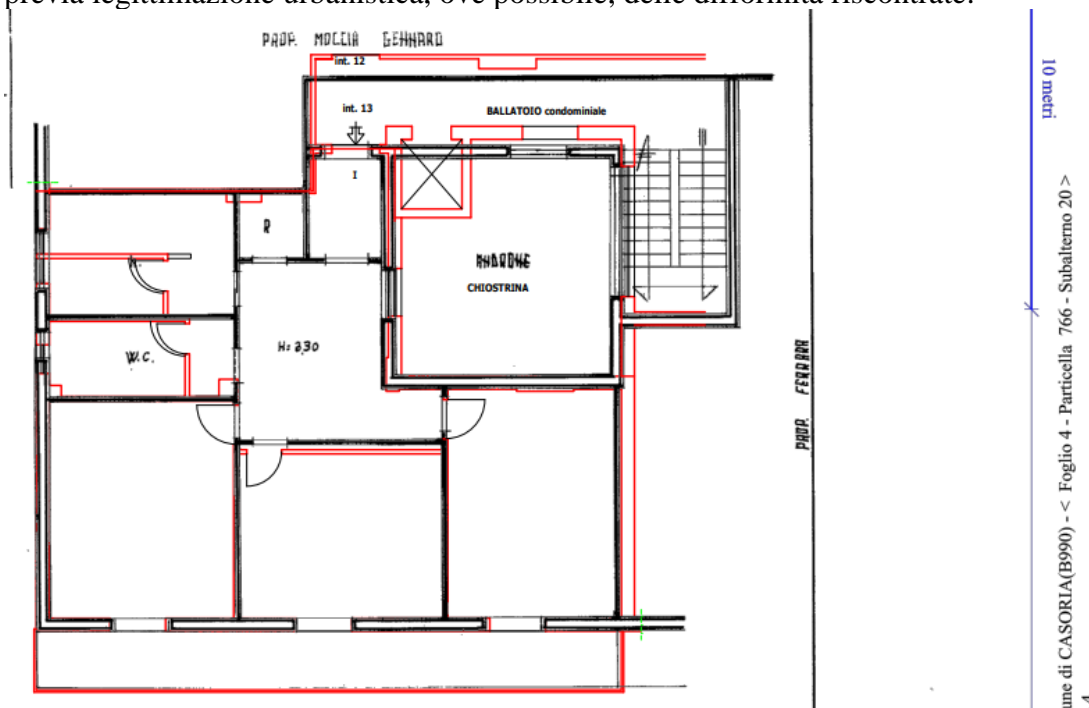 previa legittimazione urbanistica, ove possibile, delle difformità riscontrate.
PROP. MOCCIA GENNARO
int. 12
int. 13
BALLATOIO condominiale
I
R
ANDRONE
CHIOSTRINA
K.
W.C.
H: 3,30
PROP. FERRARA
10 metri
une di CASORIA(B990) - < Foglio 4 - Particella 766 - Subalterno 20 >